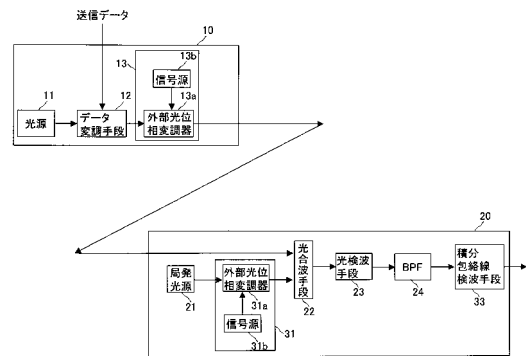 送信データ
10
13
13b
信号源
11
12
13a
光源
データ
変調手段
外部光位
相変調器
20
光合波手段
光検波
手段
BPF
積分
包絡線
検波手段
局発
光源
外部光位
相変調器
21
31a
22
23
24
33
信号源
31b
31